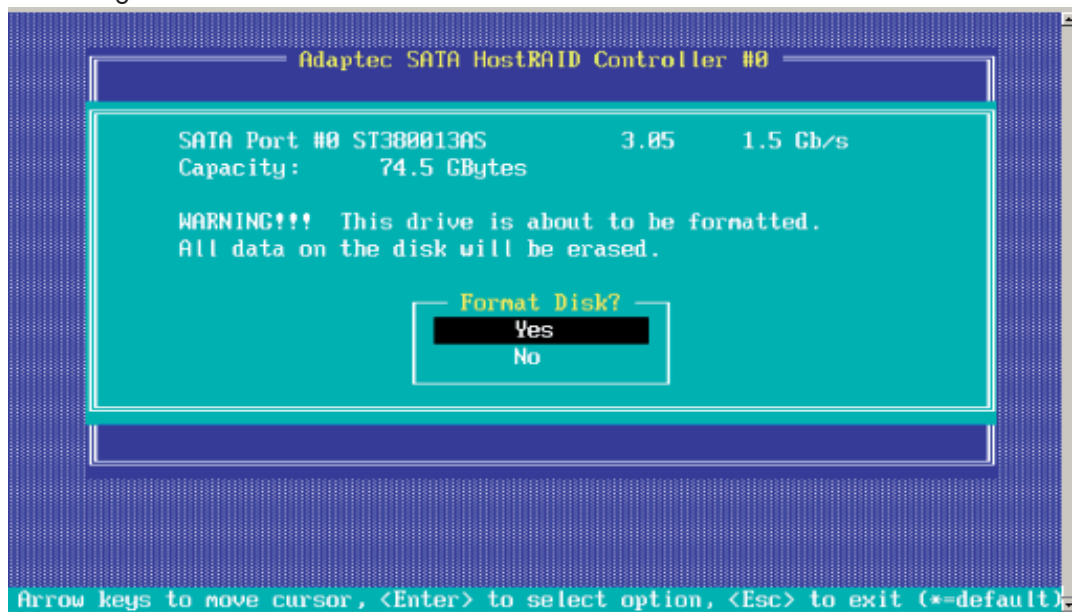 Adaptec SATA HostRAID Controller #0
SATA Port #0 ST380013AS 3.05 1.5 Gb/s
Capacity: 74.5 GBytes
WARNING!!! This drive is about to be formatted.
All data on the disk will be erased.
Format Disk?
Yes
No
Arrow keys to move cursor, <Enter> to select option, <Esc> to exit (*=default)